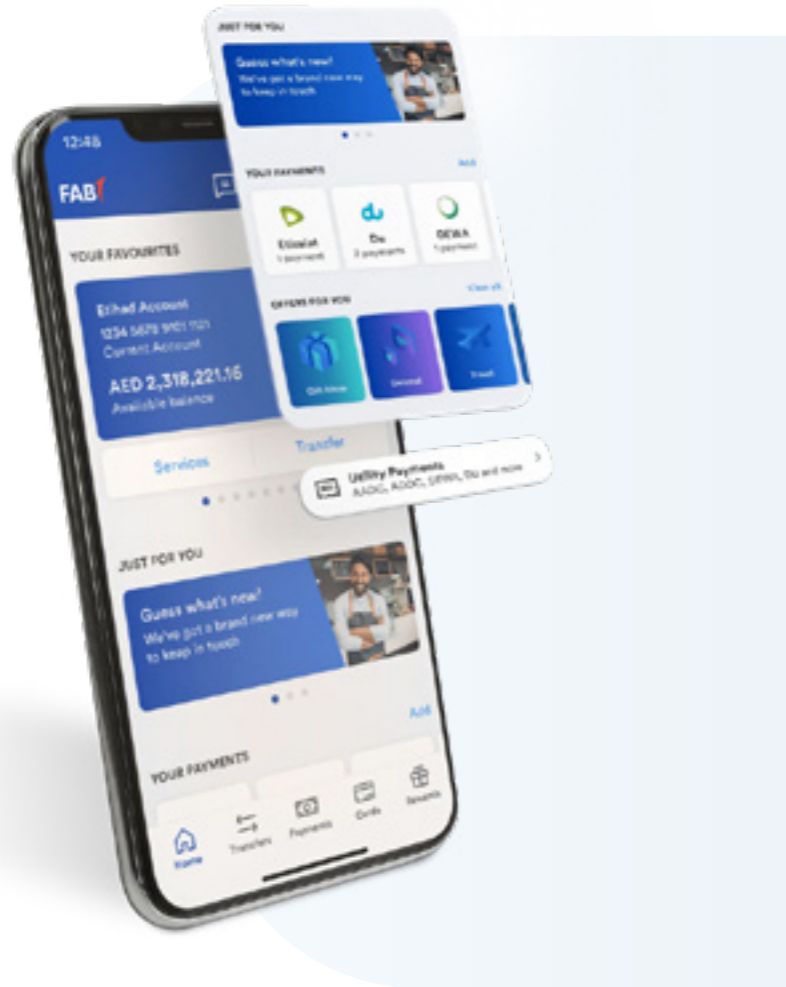 JUST FOR YOU
Guess what's new!
We've got a brand new way
to keep in touch
YOUR PAYMENTS
Add
Etisalat
1 payment
du
Du
2 payments
DEWA
1 payment
OFFERS FOR YOU
View all
Travel
12:48
FAB
YOUR FAVOURITES
Etihad Account
1234 5678 9101 1121
Current Account
AED 2,318,221.16
Available balance
Services
Transfer
Utility Payments
AADC, ADDC, DEWA, Du and more
JUST FOR YOU
Guess what's new!
We've got a brand new way
to keep in touch
Add
YOUR PAYMENTS
Home
Transfers
Payments
Cards
Rewards